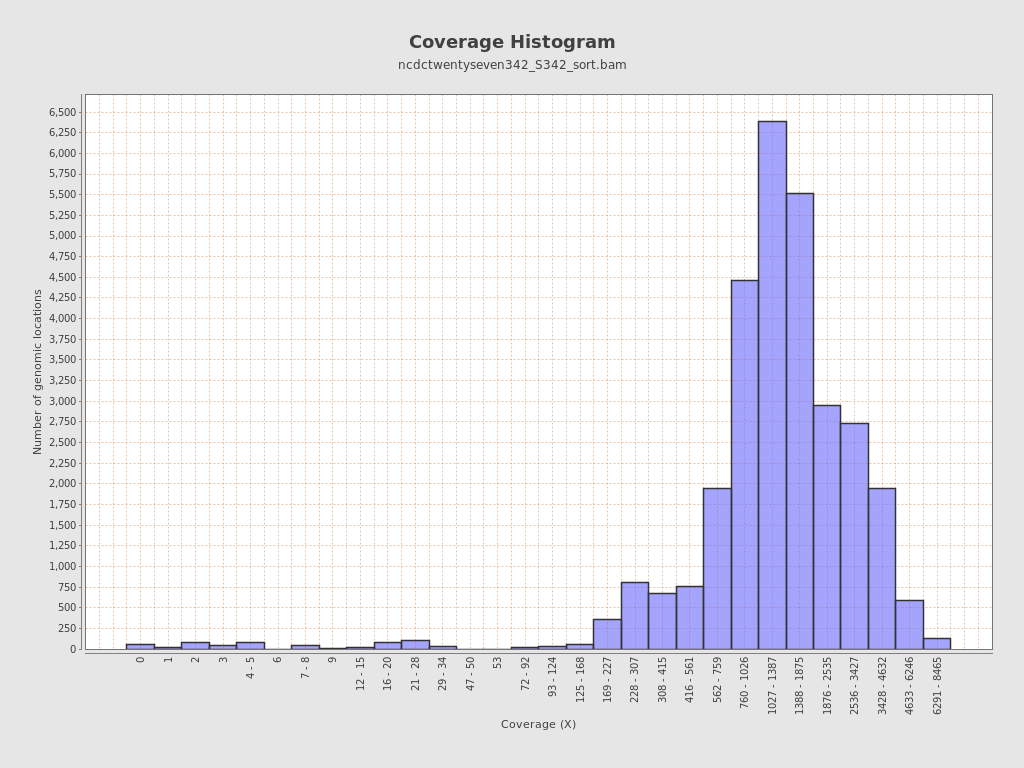 Coverage Histogram
ncdctwentyseven342_S342_sort.bam
Number of genomic locations
6,500
6,250
6,000
5,750
5,500
5,250
5,000
4,750
4,500
4,250
4,000
3,750
3,500
3,250
3,000
2,750
2,500
2,250
2,000
1,750
1,500
1,250
1,000
750
500
250
0
0
1
2
3
4 - 5
6
7 - 8
9
12 - 15
16 - 20
21 - 28
29 - 34
47 - 50
53
72 - 92
93 - 124
125 - 168
169 - 227
228 - 307
308 - 415
416 - 561
562 - 759
760 - 1026
1027 - 1387
1388 - 1875
1876 - 2535
2536 - 3427
3428 - 4632
4633 - 6246
6291 - 8465
Coverage (X)